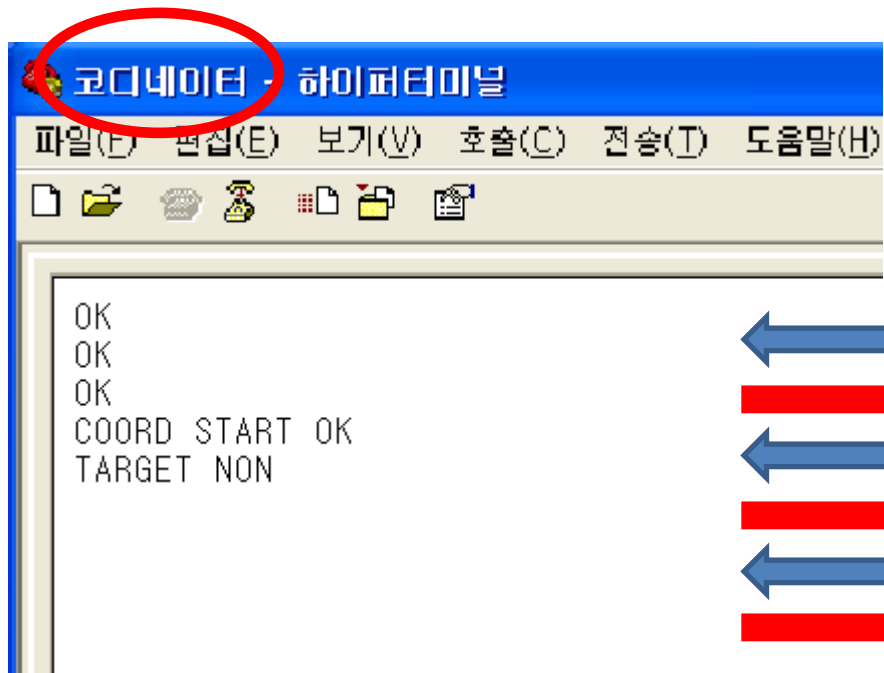 코디네이터 - 하이퍼터미널
파일(F) 편집(E) 보기(V) 호출(C) 전송(T) 도움말(H)
OK
OK
OK
COORD START OK
TARGET NON